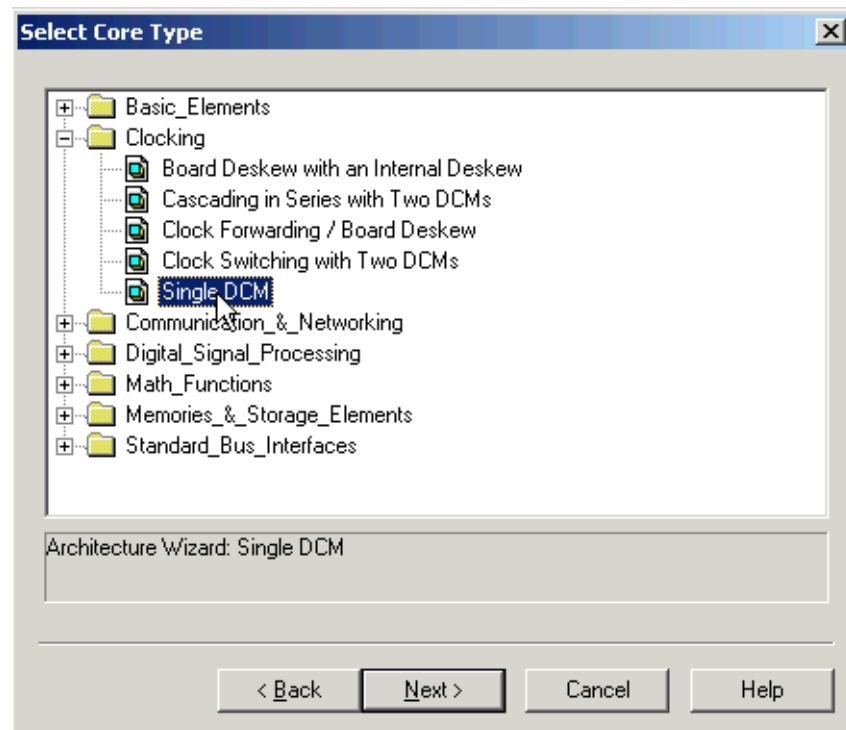 Select Core Type
Basic_Elements
Clocking
Board Deskew with an Internal Deskew
Cascading in Series with Two DCMs
Clock Forwarding / Board Deskew
Clock Switching with Two DCMs
Single DCM
Communication_&_Networking
Digital_Signal_Processing
Math_Functions
Memories_&_Storage_Elements
Standard_Bus_Interfaces
Architecture Wizard: Single DCM
< Back Next > Cancel Help